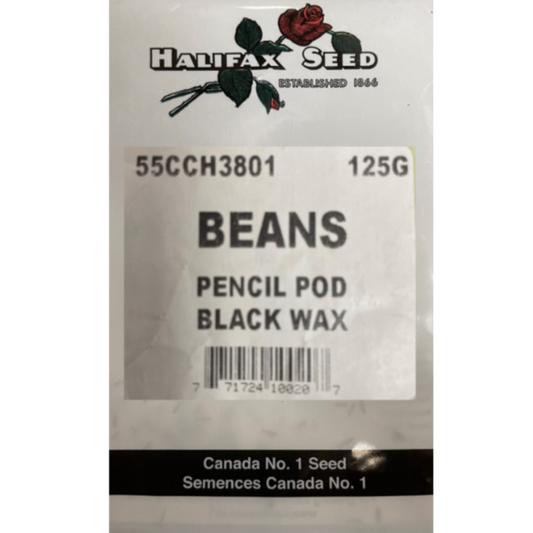 HALIFAX SEED
ESTABLISHED 1866
55CCH3801 125G
BEANS
PENCIL POD
BLACK WAX
7 71724 10020 7
Canada No. 1 Seed
Semences Canada No. 1